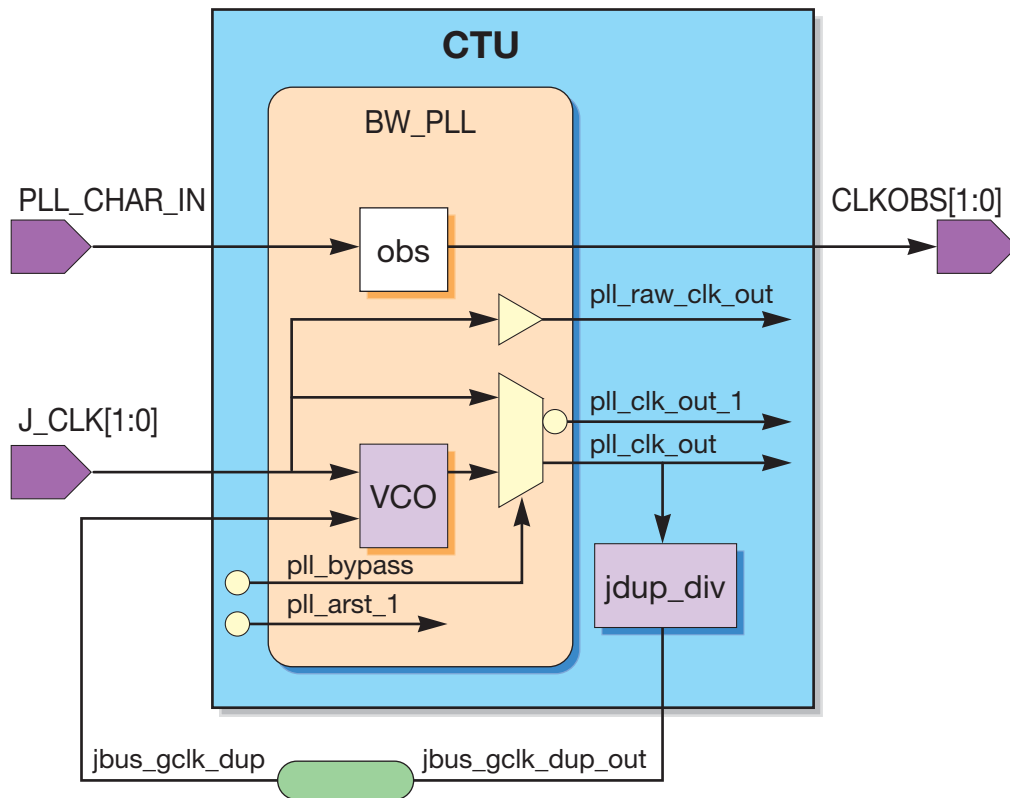 CTU
BW_PLL
PLL_CHAR_IN
CLKOBS[1:0]
obs
pll_raw_clk_out
pll_clk_out_1
J_CLK[1:0]
pll_clk_out
VCO
pll_bypass
jdup_div
pll_arst_1
jbus_gclk_dup
jbus_gclk_dup_out